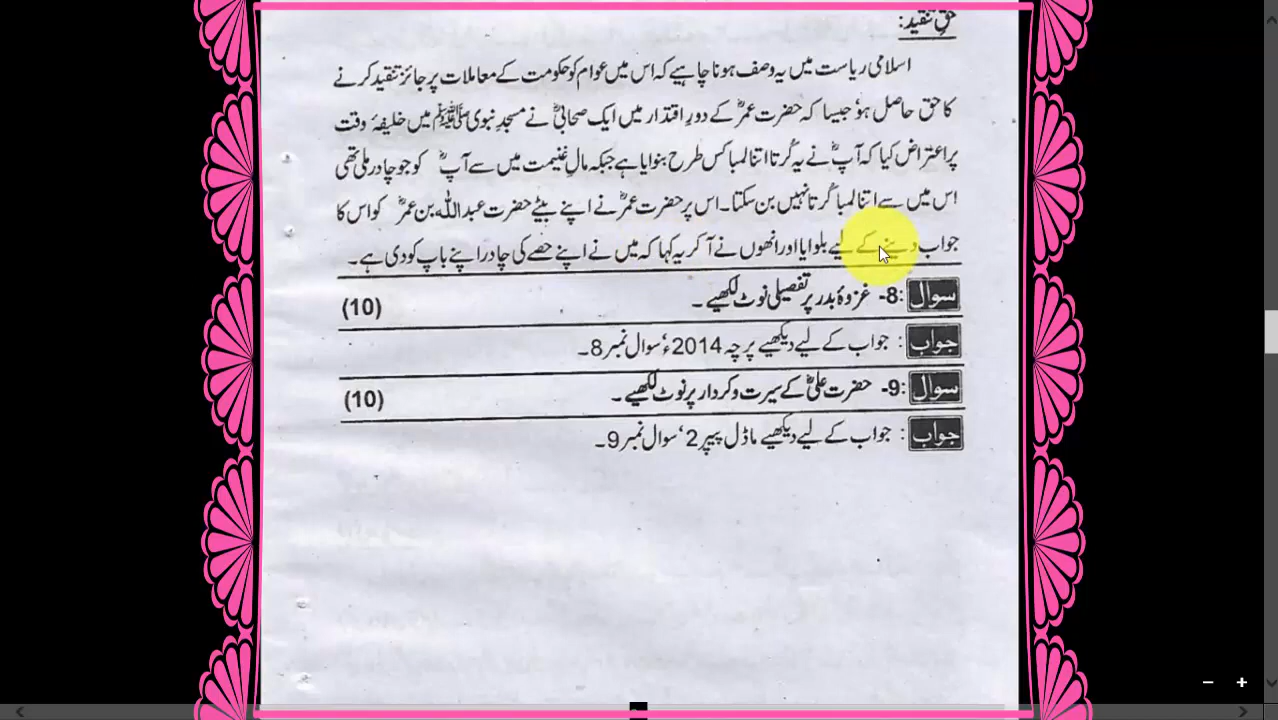 حقِ تنقید:
اسلامی ریاست میں یہ وصف ہونا چاہیے کہ اس میں عوام کو حکومت کے معاملات پر جائز تنقید کرنے
کا حق حاصل ہو، جیسا کہ حضرت عمرؓ کے دورِ اقتدار میں ایک صحابیؓ نے مسجدِ نبوی ﷺ میں خلیفۂ وقت
پر اعتراض کیا کہ آپؓ نے یہ کُرتا اتنا لمبا کس طرح بنوایا ہے جبکہ مالِ غنیمت میں سے آپؓ کو جو چادر ملی تھی
اس میں سے اتنا لمبا کُرتا نہیں بن سکتا۔ اس پر حضرت عمرؓ نے اپنے بیٹے حضرت عبداللہ بن عمرؓ کو اس کا
جواب دینے کے لیے بلوایا اور انھوں نے آ کر یہ کہا کہ میں نے اپنے حصے کی چادر اپنے باپ کو دی ہے۔
سوال 8-: غزوۂ بدر پر تفصیلی نوٹ لکھیے۔ (10)
جواب : جواب کے لیے دیکھیے پرچہ 2014ء، سوال نمبر 8۔
سوال 9-: حضرت علیؓ کے سیرت و کردار پر نوٹ لکھیے۔ (10)
جواب : جواب کے لیے دیکھیے ماڈل پیپر 2، سوال نمبر 9۔